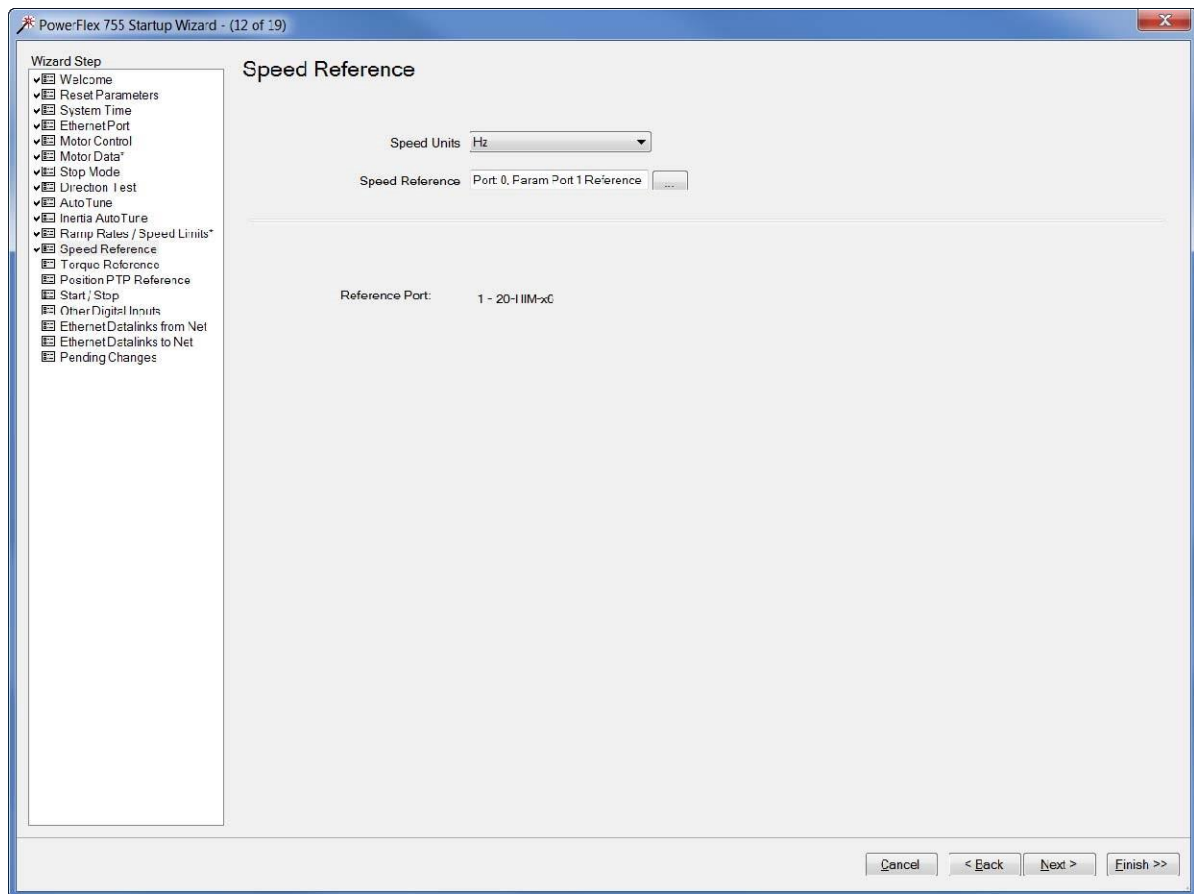 PowerFlex 755 Startup Wizard - (12 of 19)
Wizard Step
Welcome
Reset Parameters
System Time
Ethernet Port
Motor Control
Motor Data*
Stop Mode
Direction Test
AutoTune
Inertia AutoTune
Ramp Rates / Speed Limits*
Speed Reference
Torque Reference
Position PTP Reference
Start / Stop
Other Digital Inputs
Ethernet Datalinks from Net
Ethernet Datalinks to Net
Pending Changes
Speed Reference
Speed Units Hz
Speed Reference Port 0, Param Port 1 Reference ...
Reference Port: 1 - 20-HIM-x6
Cancel < Back Next > Finish >>